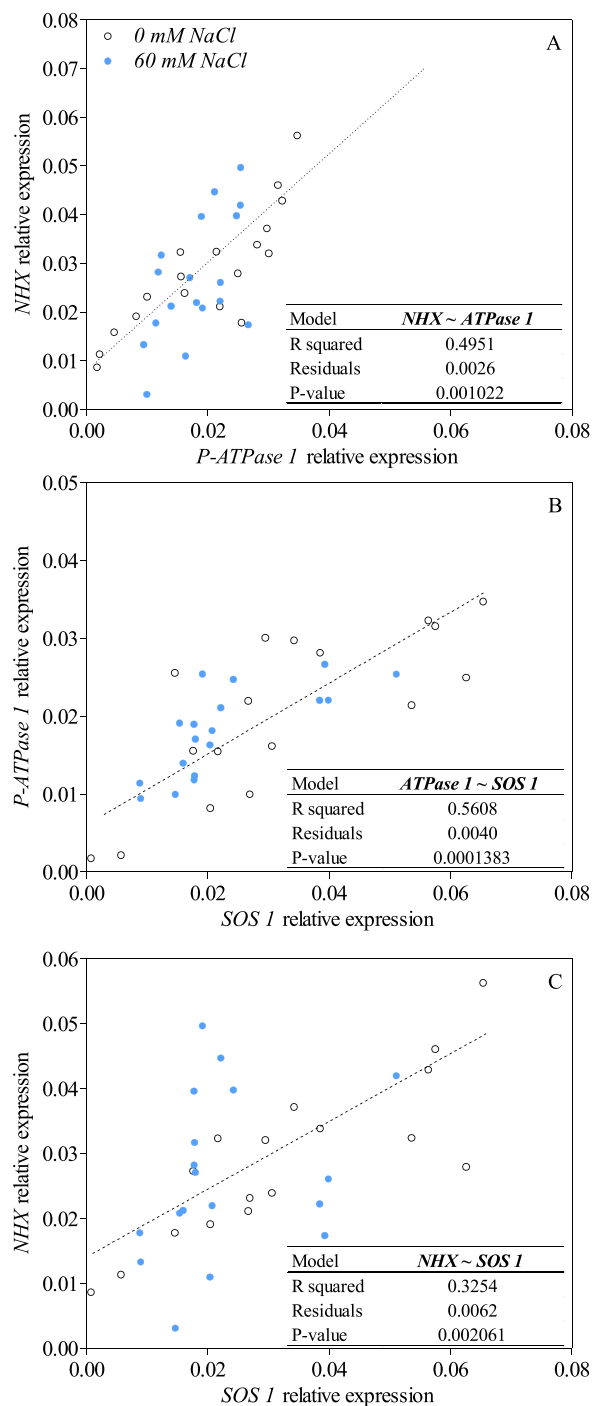 0 mM NaCl
60 mM NaCl
A
NHX relative expression
0.08
0.07
0.06
0.05
0.04
0.03
0.02
0.01
0.00
Model NHX ~ ATPase 1
R squared 0.4951
Residuals 0.0026
P-value 0.001022
0.00 0.02 0.04 0.06 0.08
P-ATPase 1 relative expression
B
P-ATPase 1 relative expression
0.05
0.04
0.03
0.02
0.01
0.00
Model ATPase 1 ~ SOS 1
R squared 0.5608
Residuals 0.0040
P-value 0.0001383
0.00 0.02 0.04 0.06 0.08
SOS 1 relative expression
C
NHX relative expression
0.06
0.05
0.04
0.03
0.02
0.01
0.00
Model NHX ~ SOS 1
R squared 0.3254
Residuals 0.0062
P-value 0.002061
0.00 0.02 0.04 0.06 0.08
SOS 1 relative expression